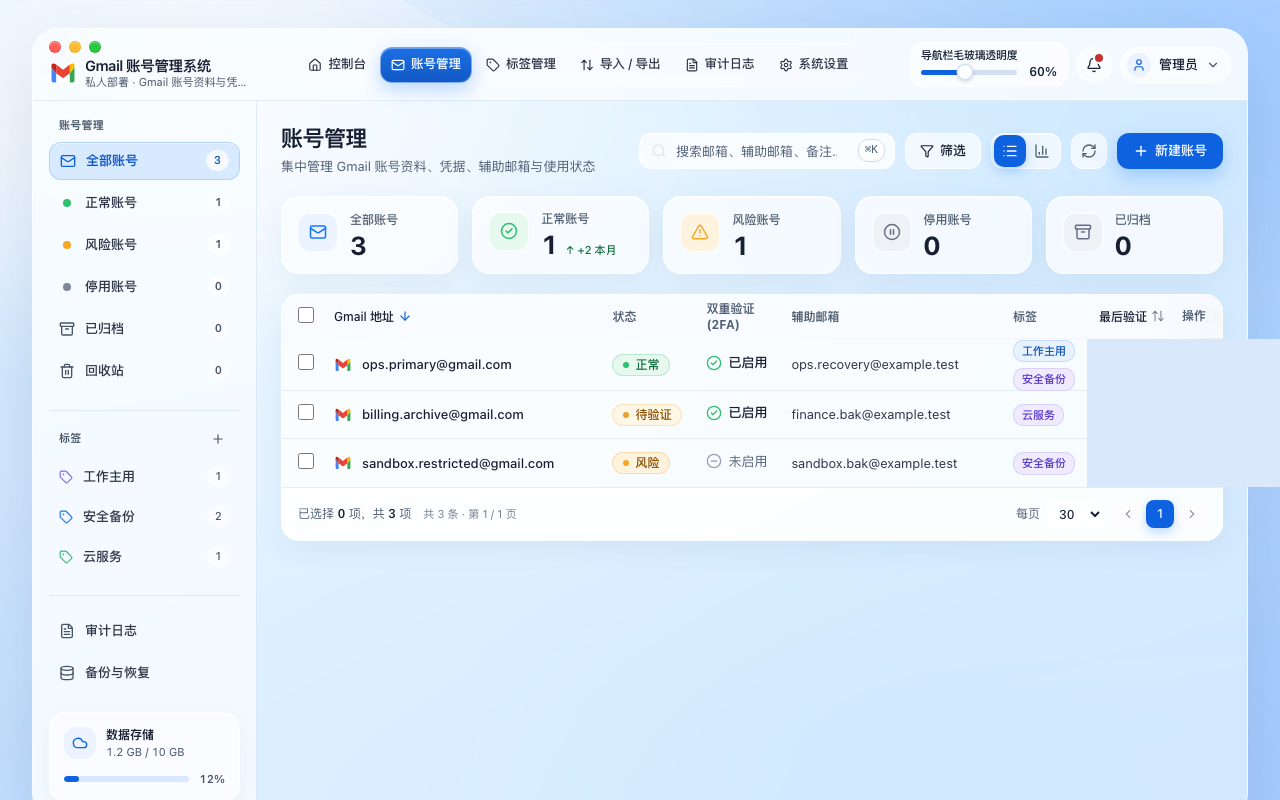 Gmail 账号管理系统
私人部署 · Gmail 账号资料与凭...
控制台
账号管理
标签管理
导入 / 导出
审计日志
系统设置
导航栏毛玻璃透明度
60%
管理员
账号管理
全部账号 3
正常账号 1
风险账号 1
停用账号 0
已归档 0
回收站 0
标签
工作主用 1
安全备份 2
云服务 1
审计日志
备份与恢复
数据存储
1.2 GB / 10 GB
12%
账号管理
集中管理 Gmail 账号资料、凭据、辅助邮箱与使用状态
搜索邮箱、辅助邮箱、备注..
⌘K
筛选
新建账号
全部账号
3
正常账号
1 ↑ +2 本月
风险账号
1
停用账号
0
已归档
0
Gmail 地址 ↓
状态
双重验证
(2FA)
辅助邮箱
标签
最后验证
操作
ops.primary@gmail.com
正常
已启用
ops.recovery@example.test
工作主用
安全备份
billing.archive@gmail.com
待验证
已启用
finance.bak@example.test
云服务
sandbox.restricted@gmail.com
风险
未启用
sandbox.bak@example.test
安全备份
已选择 0 项，共 3 项
共 3 条 · 第 1 / 1 页
每页
30
1